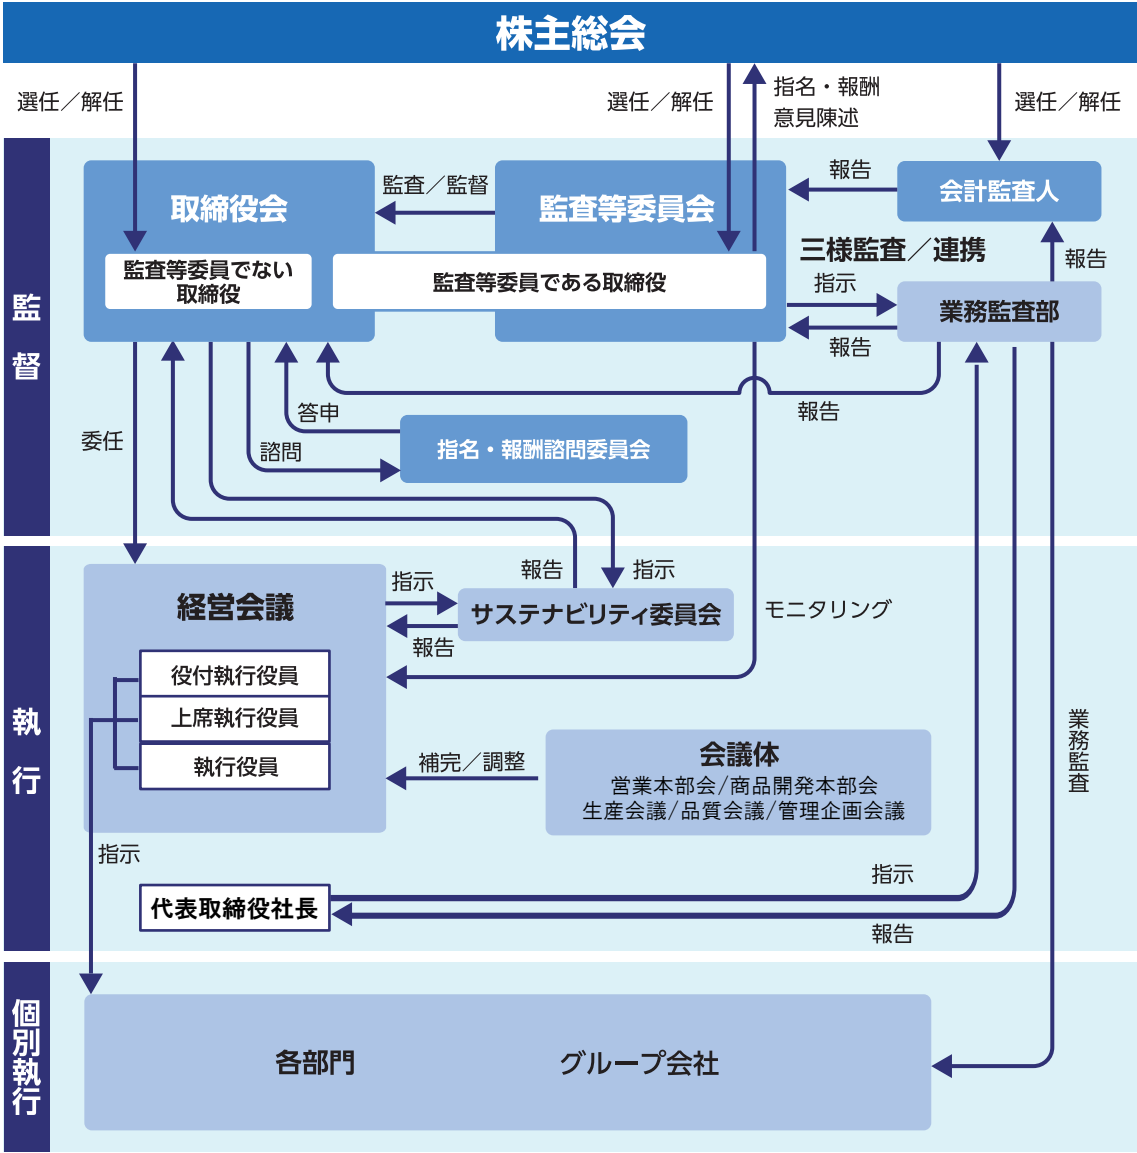 株主総会
選任／解任
選任／解任
指名・報酬
意見陳述
選任／解任
監督
取締役会
監査／監督
監査等委員会
報告
会計監査人
三様監査／連携
報告
監査等委員でない
取締役
監査等委員である取締役
指示
業務監査部
報告
報告
答申
諮問
指名・報酬諮問委員会
委任
執行
報告
指示
経営会議
指示
サステナビリティ委員会
報告
モニタリング
役付執行役員
上席執行役員
執行役員
補完／調整
会議体
営業本部会/商品開発本部会
生産会議/品質会議/管理企画会議
業務監査
指示
指示
代表取締役社長
報告
個別執行
各部門
グループ会社